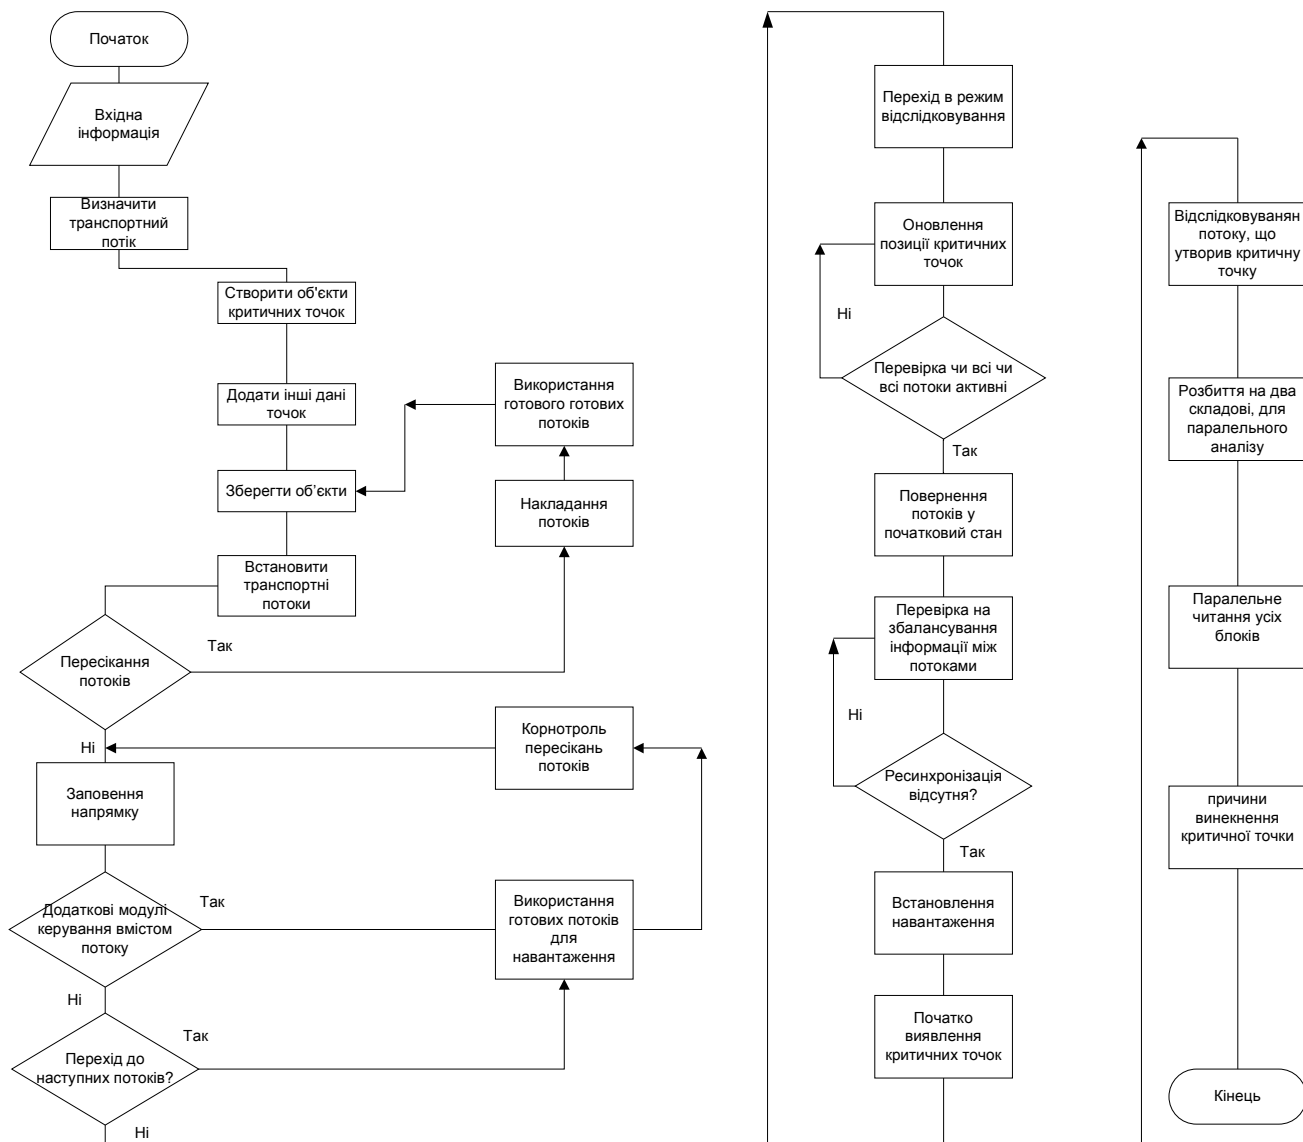 Початок
Вхідна
інформація
Визначити
транспортний
потік
Створити об'єкти
критичних точок
Додати інші дані
точок
Зберегти об’єкти
Встановити
транспортні
потоки
Використання
готового готових
потоків
Накладання
потоків
Пересікання
потоків
Так
Ні
Корнотроль
пересікань
потоків
Заповення
напрямку
Додаткові модулі
керування вмістом
потоку
Так
Використання
готових потоків
для
навантаження
Ні
Перехід до
наступних потоків?
Так
Ні
Перехід в режим
відслідковування
Оновлення
позиції критичних
точок
Ні
Перевірка чи всі чи
всі потоки активні
Так
Повернення
потоків у
початковий стан
Перевірка на
збалансування
інформації між
потоками
Ні
Ресинхронізація
відсутня?
Так
Встановлення
навантаження
Початко
виявлення
критичних точок
Відслідковуванян
потоку, що
утворив критичну
точку
Розбиття на два
складові, для
паралельного
аналізу
Паралельне
читання усіх
блоків
причини
винекнення
критичної точки
Кінець